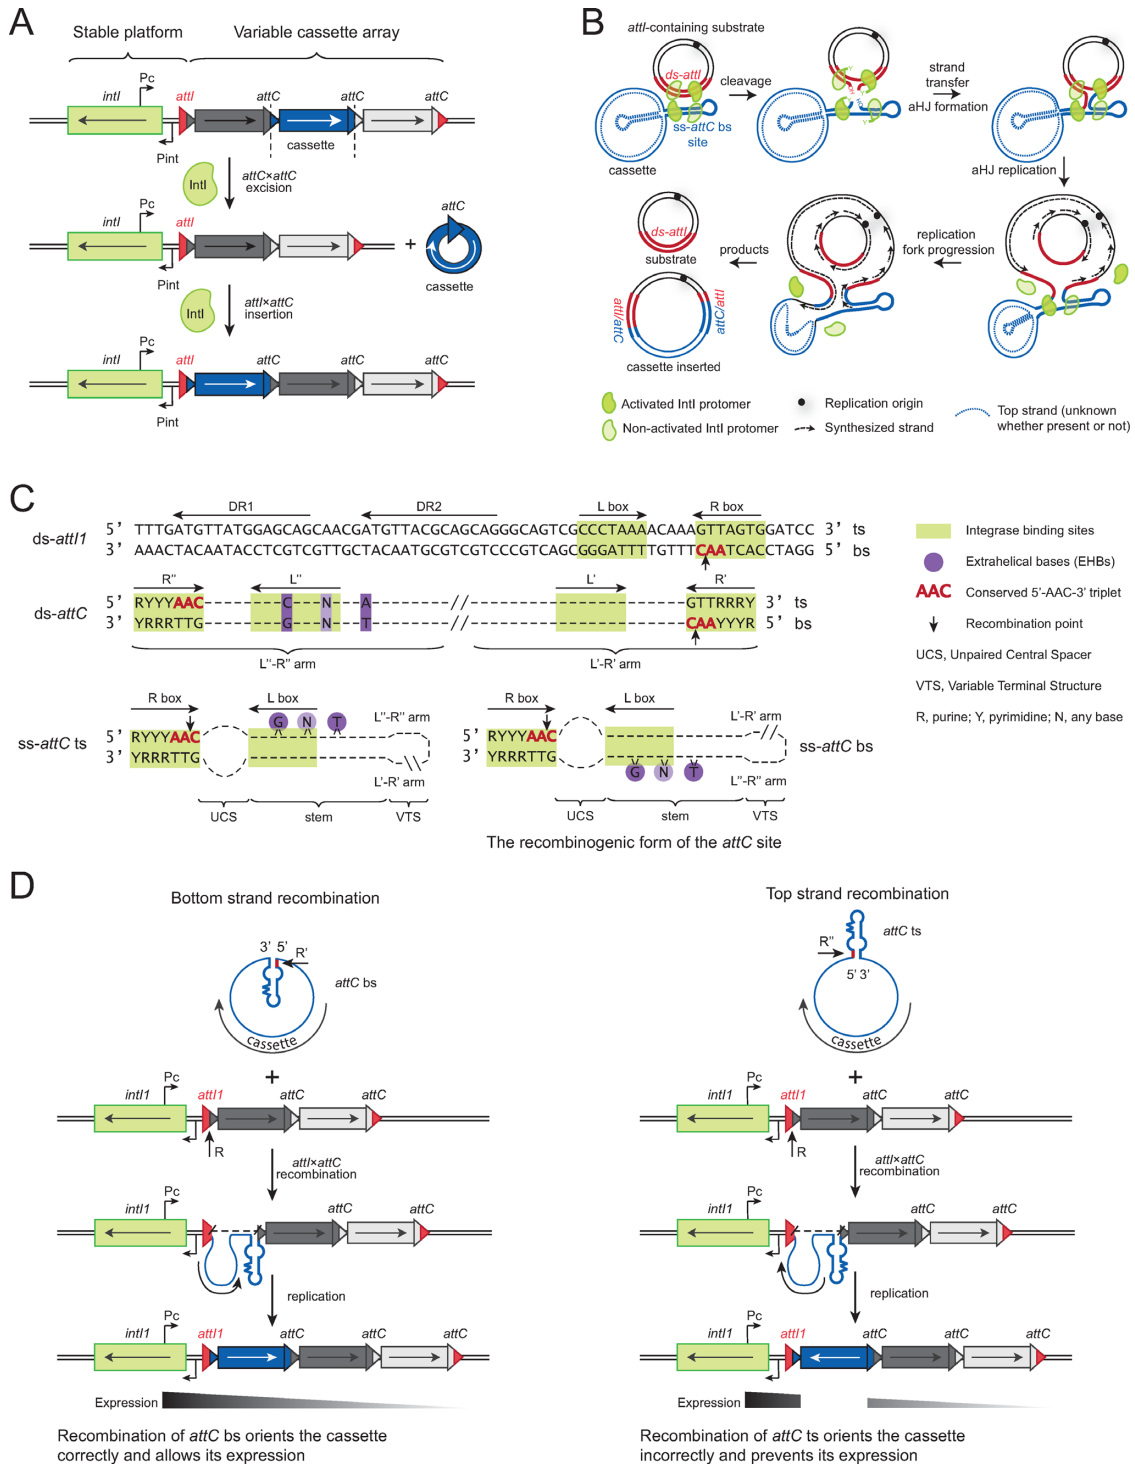 A
Stable platform
Variable cassette array
Pc
intI
attI
attC
attC
attC
cassette
Pint
IntI
attC×attC
excision
Pc
intI
attI
attC
+
Pint
cassette
IntI
attI×attC
insertion
Pc
intI
attI
attC
attC
attC
Pint
B
attI-containing substrate
ds-attI
cleavage
strand
transfer
aHJ formation
ss-attC bs
site
cassette
aHJ replication
ds-attI
substrate
products
replication
fork progression
attI/attC
attC/attI
cassette inserted
Activated IntI protomer
Non-activated IntI protomer
Replication origin
Synthesized strand
Top strand (unknown
whether present or not)
C
DR1
DR2
L box
R box
ds-attI1
5’ TTTGATGTTATGGAGCAGCAACGATGTTACGCAGCAGGGCAGTCGCCCTAAAACAAAGTTAGTGGATCC 3’ ts
3’ AAACTACAATACCTCGTCGTTGCTACAATGCGTCGTCCCGTCAGCGGGATTTTGTTTCAATCACCTAGG 5’ bs
R''
L''
L'
R'
ds-attC
5’ RYYYAAC C N A GTTRRRY 3’ ts
3’ YRRRTTG G N T CAAYYYR 5’ bs
L''-R'' arm
L'-R' arm
R box
L box
G N T
L''-R'' arm
ss-attC ts
5’ RYYYAAC
3’ YRRRTTG
L'-R' arm
UCS
stem
VTS
R box
L box
L'-R' arm
5’ RYYYAAC
3’ YRRRTTG
ss-attC bs
G N T
L''-R'' arm
UCS
stem
VTS
The recombinogenic form of the attC site
Integrase binding sites
Extrahelical bases (EHBs)
AAC Conserved 5’-AAC-3’ triplet
Recombination point
UCS, Unpaired Central Spacer
VTS, Variable Terminal Structure
R, purine; Y, pyrimidine; N, any base
D
Bottom strand recombination
3’ 5’
R'
attC bs
cassette
+
Pc
intI1
attI1
attC
attC
R
attI×attC
recombination
Pc
intI1
attC
attC
replication
Pc
intI1
attI1
attC
attC
attC
Expression
Recombination of attC bs orients the cassette
correctly and allows its expression
Top strand recombination
R''
attC ts
5’ 3’
cassette
+
Pc
intI1
attI1
attC
attC
R
attI×attC
recombination
Pc
intI1
attC
attC
replication
Pc
intI1
attI1
attC
attC
attC
Expression
Recombination of attC ts orients the cassette
incorrectly and prevents its expression